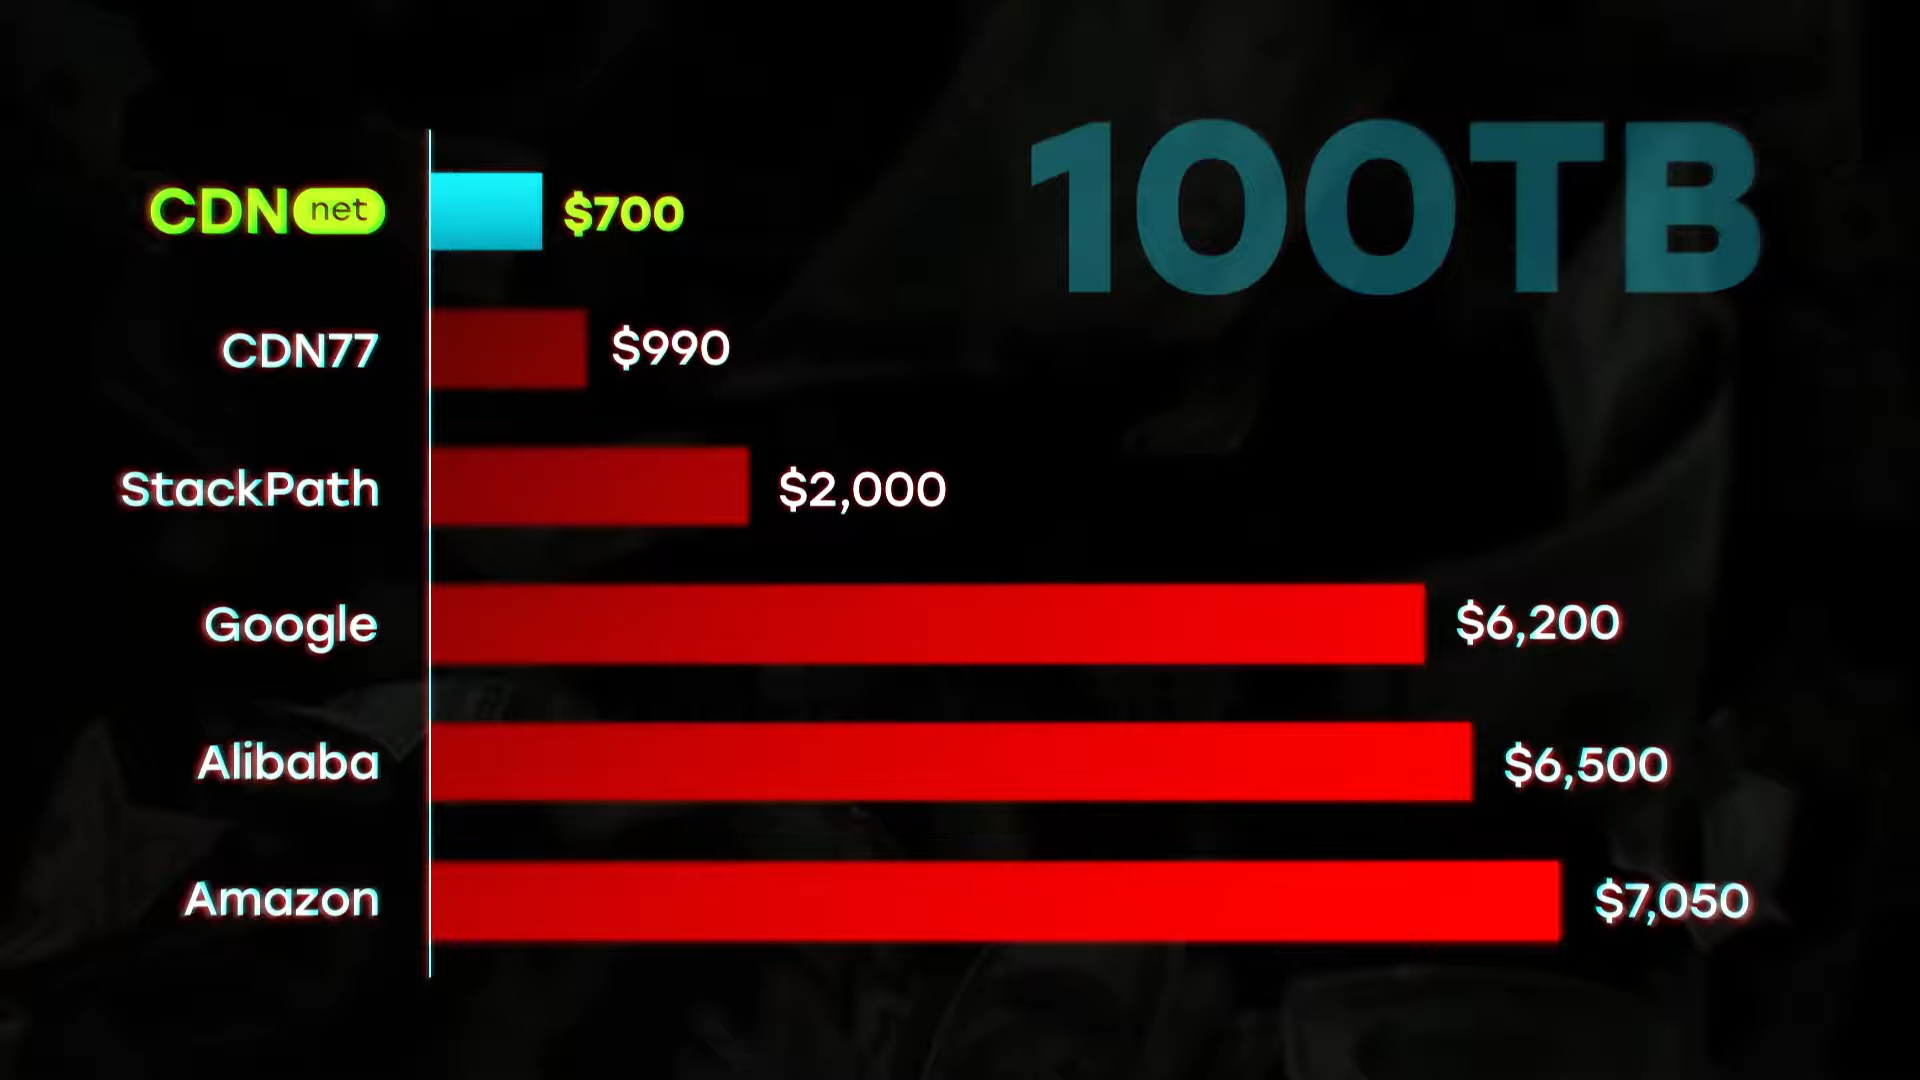 100TB
CDN net $700
CDN77 $990
StackPath $2,000
Google $6,200
Alibaba $6,500
Amazon $7,050